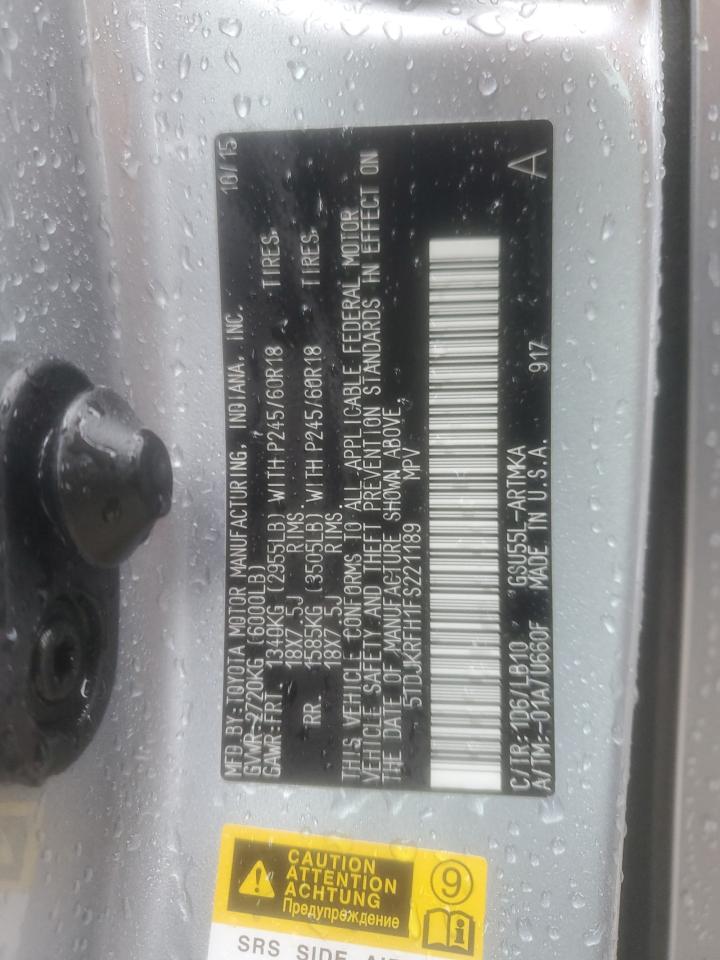 MFD BY: TOYOTA MOTOR MANUFACTURING, INDIANA, INC. 10/15
GVWR 2720KG (6000LB)
GAWR:FRT. 1340KG (2955LB) WITH P245/60R18 TIRES,
18X7.5J RIMS.
RR. 1585KG (3505LB) WITH P245/60R18 TIRES,
18X7.5J RIMS.
THIS VEHICLE CONFORMS TO ALL APPLICABLE FEDERAL MOTOR
VEHICLE SAFETY AND THEFT PREVENTION STANDARDS IN EFFECT ON
THE DATE OF MANUFACTURE SHOWN ABOVE.
5TDJKRFH1FS221189 MPV
C/TR:1D6/LB10 GSU55L-ARTMKA A
A/TM:-01A/U660F MADE IN U.S.A. 917
CAUTION
ATTENTION
ACHTUNG
Предупреждение
9
i
SRS SIDE